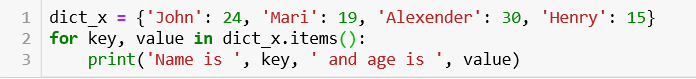 1 dict_x = {'John': 24, 'Mari': 19, 'Alexender': 30, 'Henry': 15}
2 for key, value in dict_x.items():
3     print('Name is ', key, ' and age is ', value)